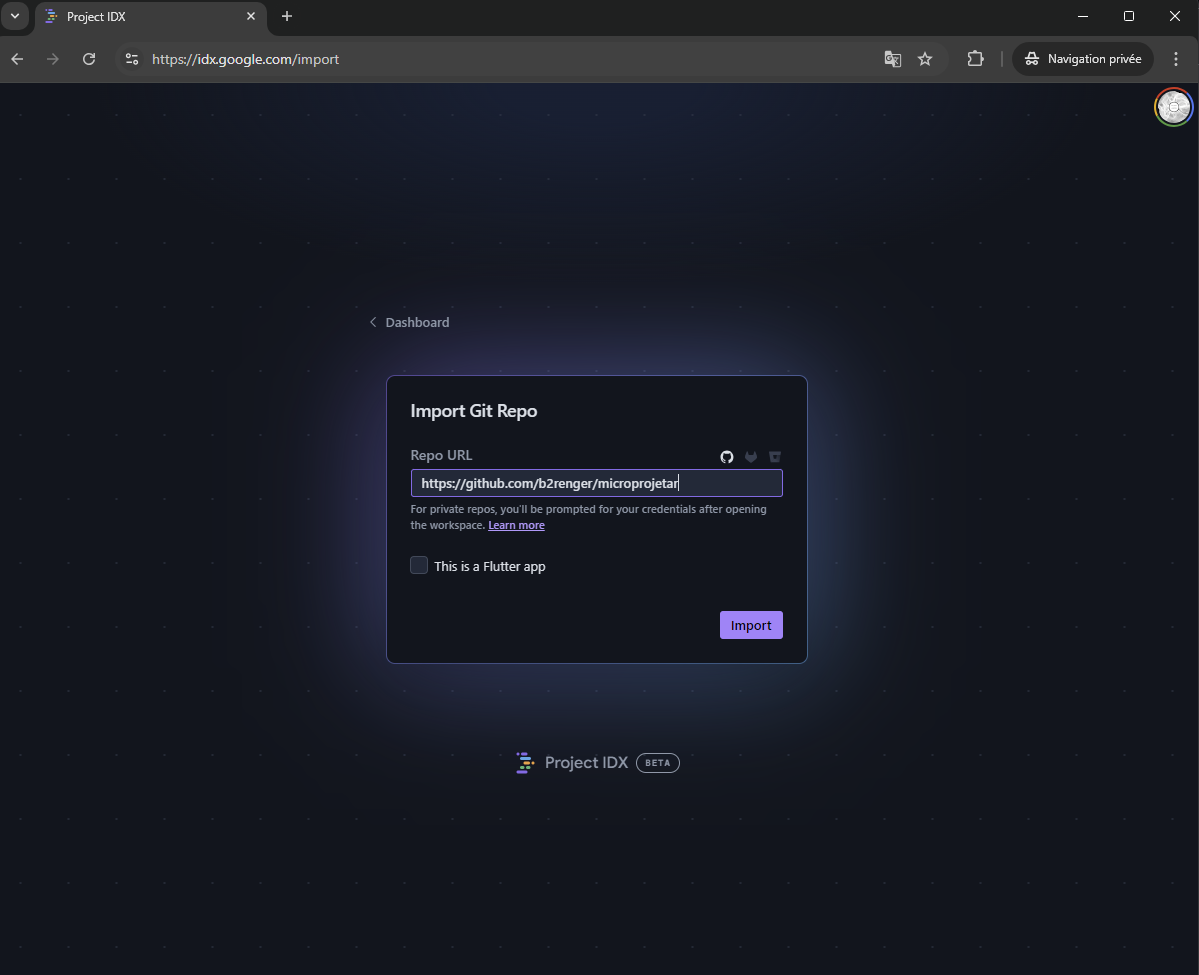 Project IDX
https://idx.google.com/import
Navigation privée
Dashboard
Import Git Repo
Repo URL
https://github.com/b2renger/microprojetar
For private repos, you'll be prompted for your credentials after opening
the workspace. Learn more
This is a Flutter app
Import
Project IDX BETA